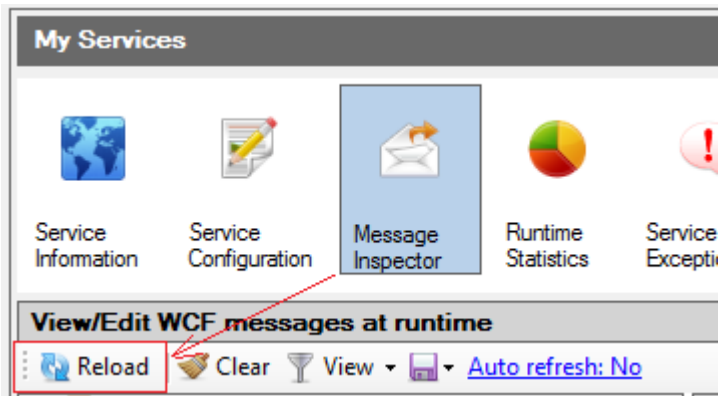 My Services
Service
Information
Service
Configuration
Message
Inspector
Runtime
Statistics
Service
Excepti
View/Edit WCF messages at runtime
Reload Clear View Auto refresh: No